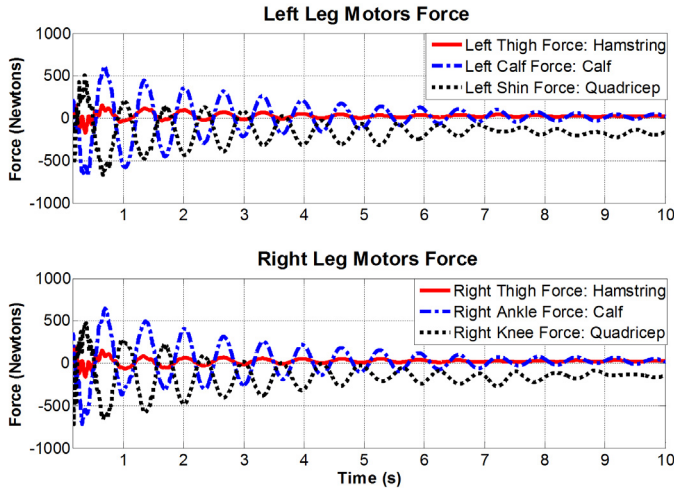 Left Leg Motors Force
Force (Newtons)
1000
500
0
-500
-1000
Left Thigh Force: Hamstring
Left Calf Force: Calf
Left Shin Force: Quadricep
1 2 3 4 5 6 7 8 9 10
Right Leg Motors Force
Force (Newtons)
1000
500
0
-500
-1000
Right Thigh Force: Hamstring
Right Ankle Force: Calf
Right Knee Force: Quadricep
1 2 3 4 5 6 7 8 9 10
Time (s)